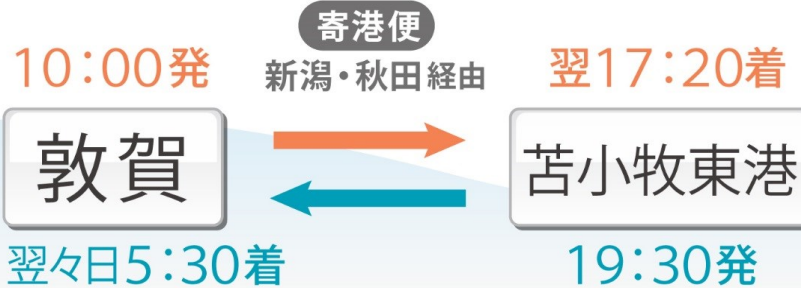 寄港便
10：00発
新潟・秋田経由
翌17：20着
敦賀
苫小牧東港
翌々日5：30着
19：30発